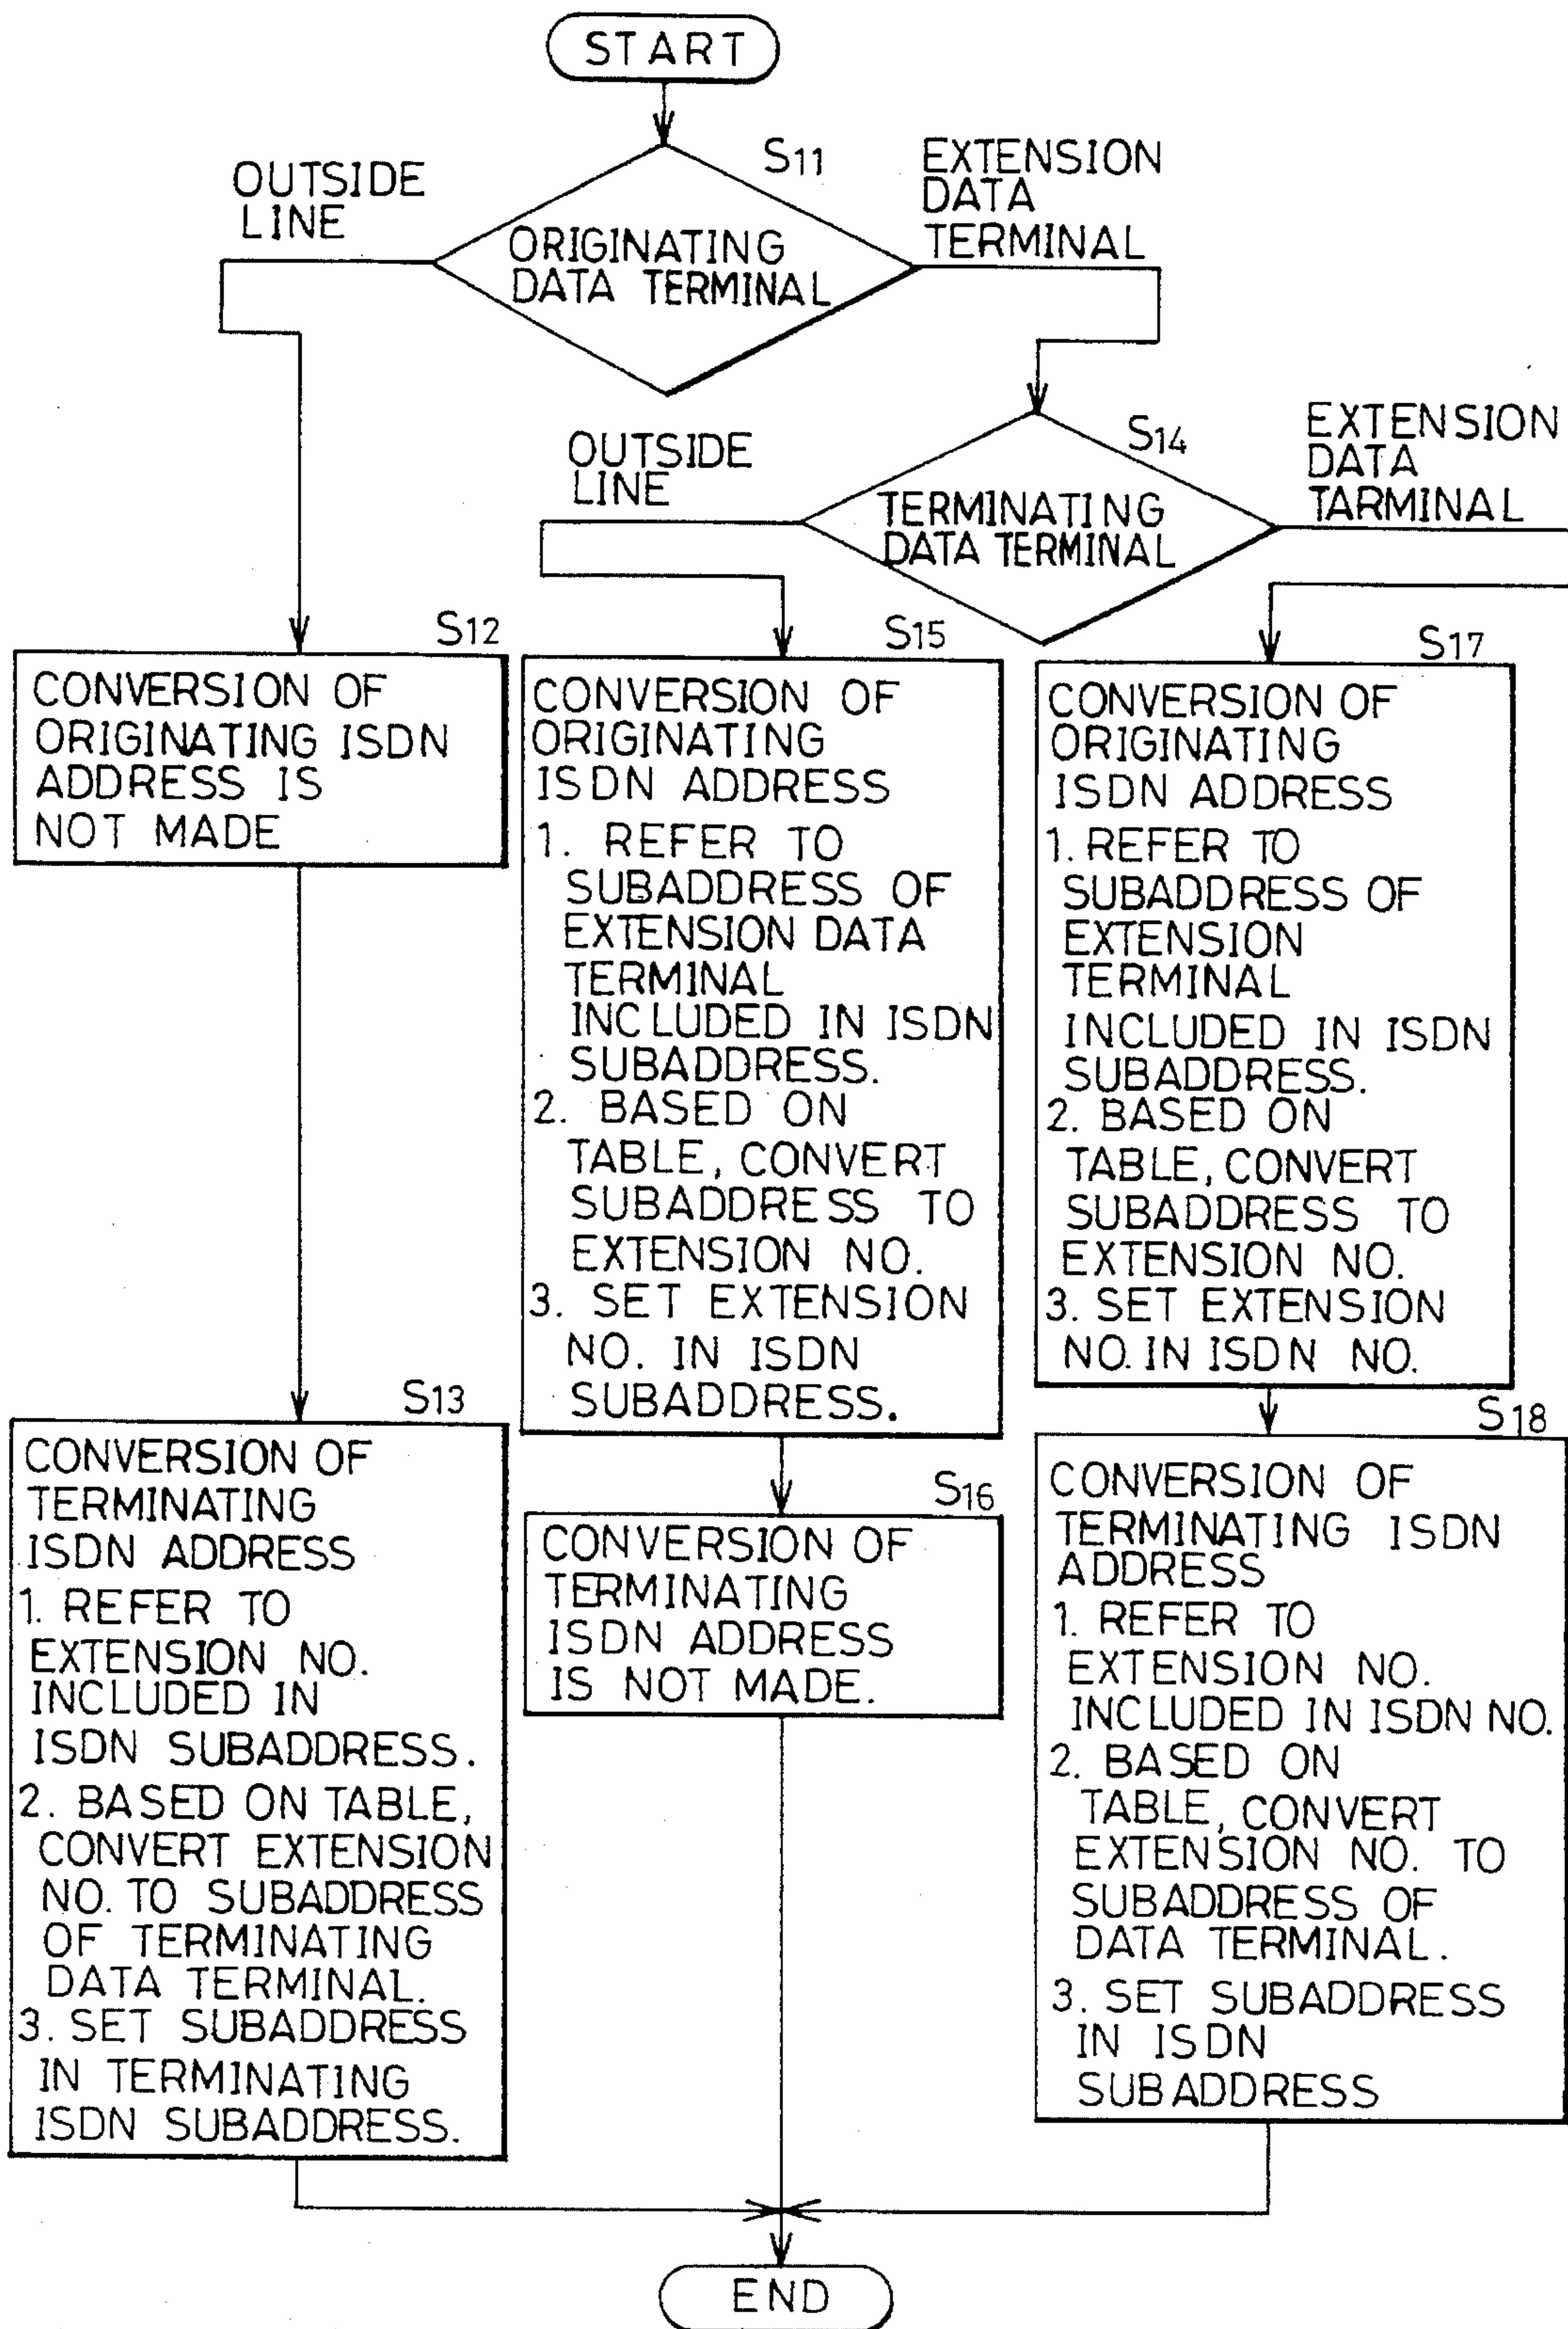 START
S11
OUTSIDE
LINE
ORIGINATING
DATA TERMINAL
EXTENSION
DATA
TERMINAL
S14
OUTSIDE
LINE
TERMINATING
DATA TERMINAL
EXTENSION
DATA
TARMINAL
S12
CONVERSION OF
ORIGINATING ISDN
ADDRESS IS
NOT MADE
S13
CONVERSION OF
TERMINATING
ISDN ADDRESS
1. REFER TO
EXTENSION NO.
INCLUDED IN
ISDN SUBADDRESS.
2. BASED ON TABLE,
CONVERT EXTENSION
NO. TO SUBADDRESS
OF TERMINATING
DATA TERMINAL.
3. SET SUBADDRESS
IN TERMINATING
ISDN SUBADDRESS.
S15
CONVERSION OF
ORIGINATING
ISDN ADDRESS
1. REFER TO
SUBADDRESS OF
EXTENSION DATA
TERMINAL
INCLUDED IN ISDN
SUBADDRESS.
2. BASED ON
TABLE, CONVERT
SUBADDRESS TO
EXTENSION NO.
3. SET EXTENSION
NO. IN ISDN
SUBADDRESS.
S16
CONVERSION OF
TERMINATING
ISDN ADDRESS
IS NOT MADE.
S17
CONVERSION OF
ORIGINATING
ISDN ADDRESS
1. REFER TO
SUBADDRESS OF
EXTENSION
TERMINAL
INCLUDED IN ISDN
SUBADDRESS.
2. BASED ON
TABLE, CONVERT
SUBADDRESS TO
EXTENSION NO.
3. SET EXTENSION
NO. IN ISDN NO.
S18
CONVERSION OF
TERMINATING ISDN
ADDRESS
1. REFER TO
EXTENSION NO.
INCLUDED IN ISDN NO.
2. BASED ON
TABLE, CONVERT
EXTENSION NO. TO
SUBADDRESS OF
DATA TERMINAL.
3. SET SUBADDRESS
IN ISDN
SUBADDRESS
END